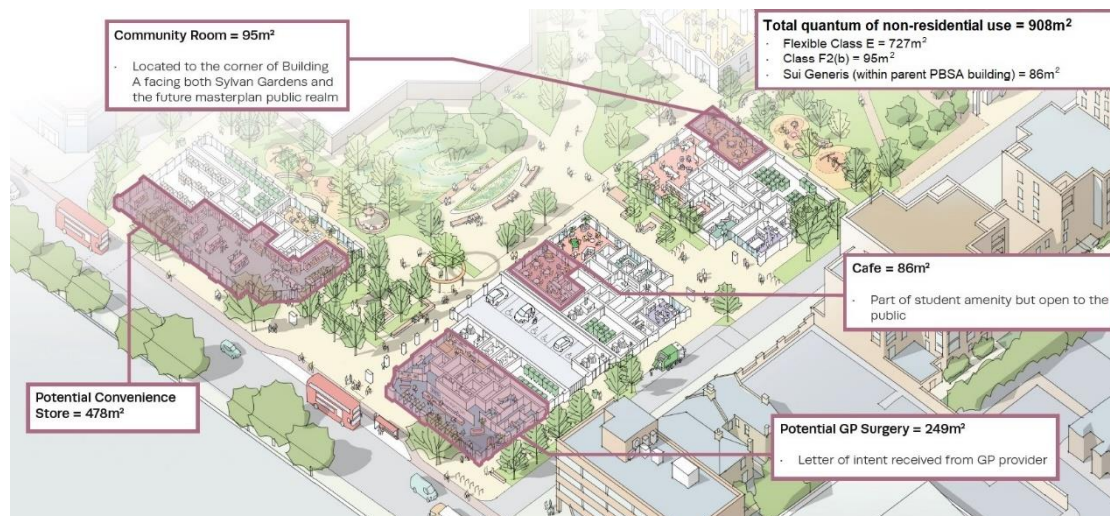 Community Room = 95m²
· Located to the corner of Building
A facing both Sylvan Gardens and
the future masterplan public realm
Total quantum of non-residential use = 908m²
· Flexible Class E = 727m²
· Class F2(b) = 95m²
· Sui Generis (within parent PBSA building) = 86m²
Cafe = 86m²
· Part of student amenity but open to the
public
Potential Convenience
Store = 478m²
Potential GP Surgery = 249m²
· Letter of intent received from GP provider